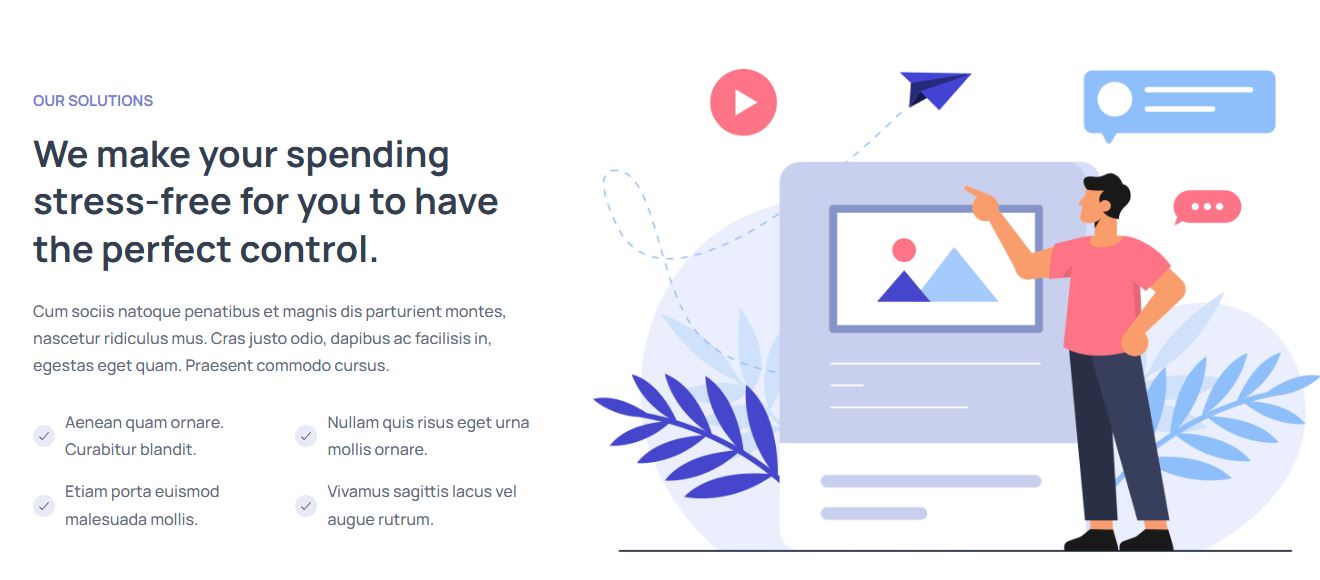 OUR SOLUTIONS
We make your spending
stress-free for you to have
the perfect control.
Cum sociis natoque penatibus et magnis dis parturient montes,
nascetur ridiculus mus. Cras justo odio, dapibus ac facilisis in,
egestas eget quam. Praesent commodo cursus.
Aenean quam ornare.
Curabitur blandit.
Nullam quis risus eget urna
mollis ornare.
Etiam porta euismod
malesuada mollis.
Vivamus sagittis lacus vel
augue rutrum.